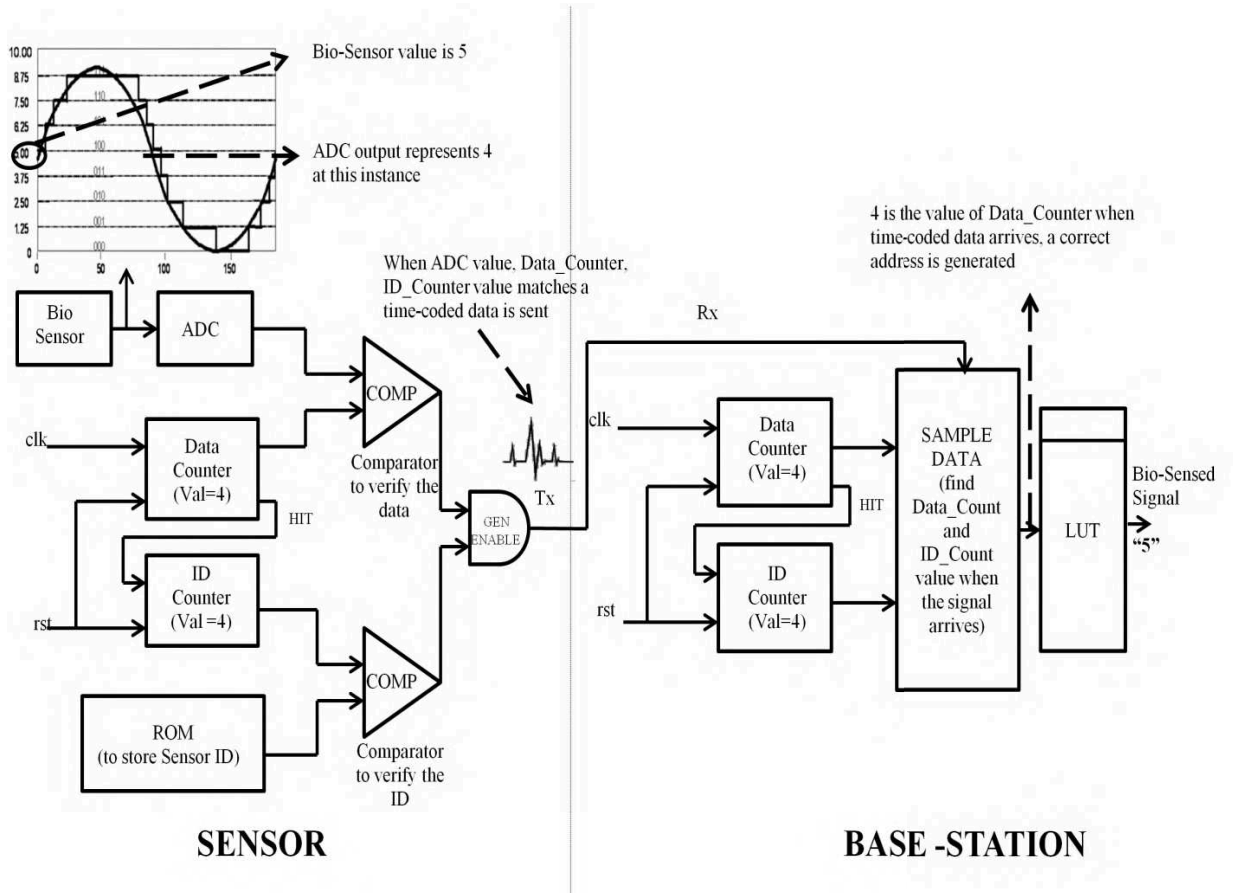 10.00
8.75
7.50
6.25
5.00
3.75
2.50
1.25
0
110
100
011
010
001
000
0
50
100
150
Bio-Sensor value is 5
ADC output represents 4
at this instance
4 is the value of Data_Counter when
time-coded data arrives, a correct
address is generated
When ADC value, Data_Counter,
ID_Counter value matches a
time-coded data is sent
Bio
Sensor
ADC
COMP
Comparator
to verify the
data
clk
Data
Counter
(Val=4)
HIT
ID
Counter
(Val =4)
rst
ROM
(to store Sensor ID)
COMP
Comparator
to verify the
ID
Tx
GEN
ENABLE
Rx
clk
Data
Counter
(Val=4)
HIT
ID
Counter
(Val=4)
rst
SAMPLE
DATA
(find
Data_Count
and
ID_Count
value when
the signal
arrives)
LUT
Bio-Sensed
Signal
“5”
SENSOR
BASE -STATION